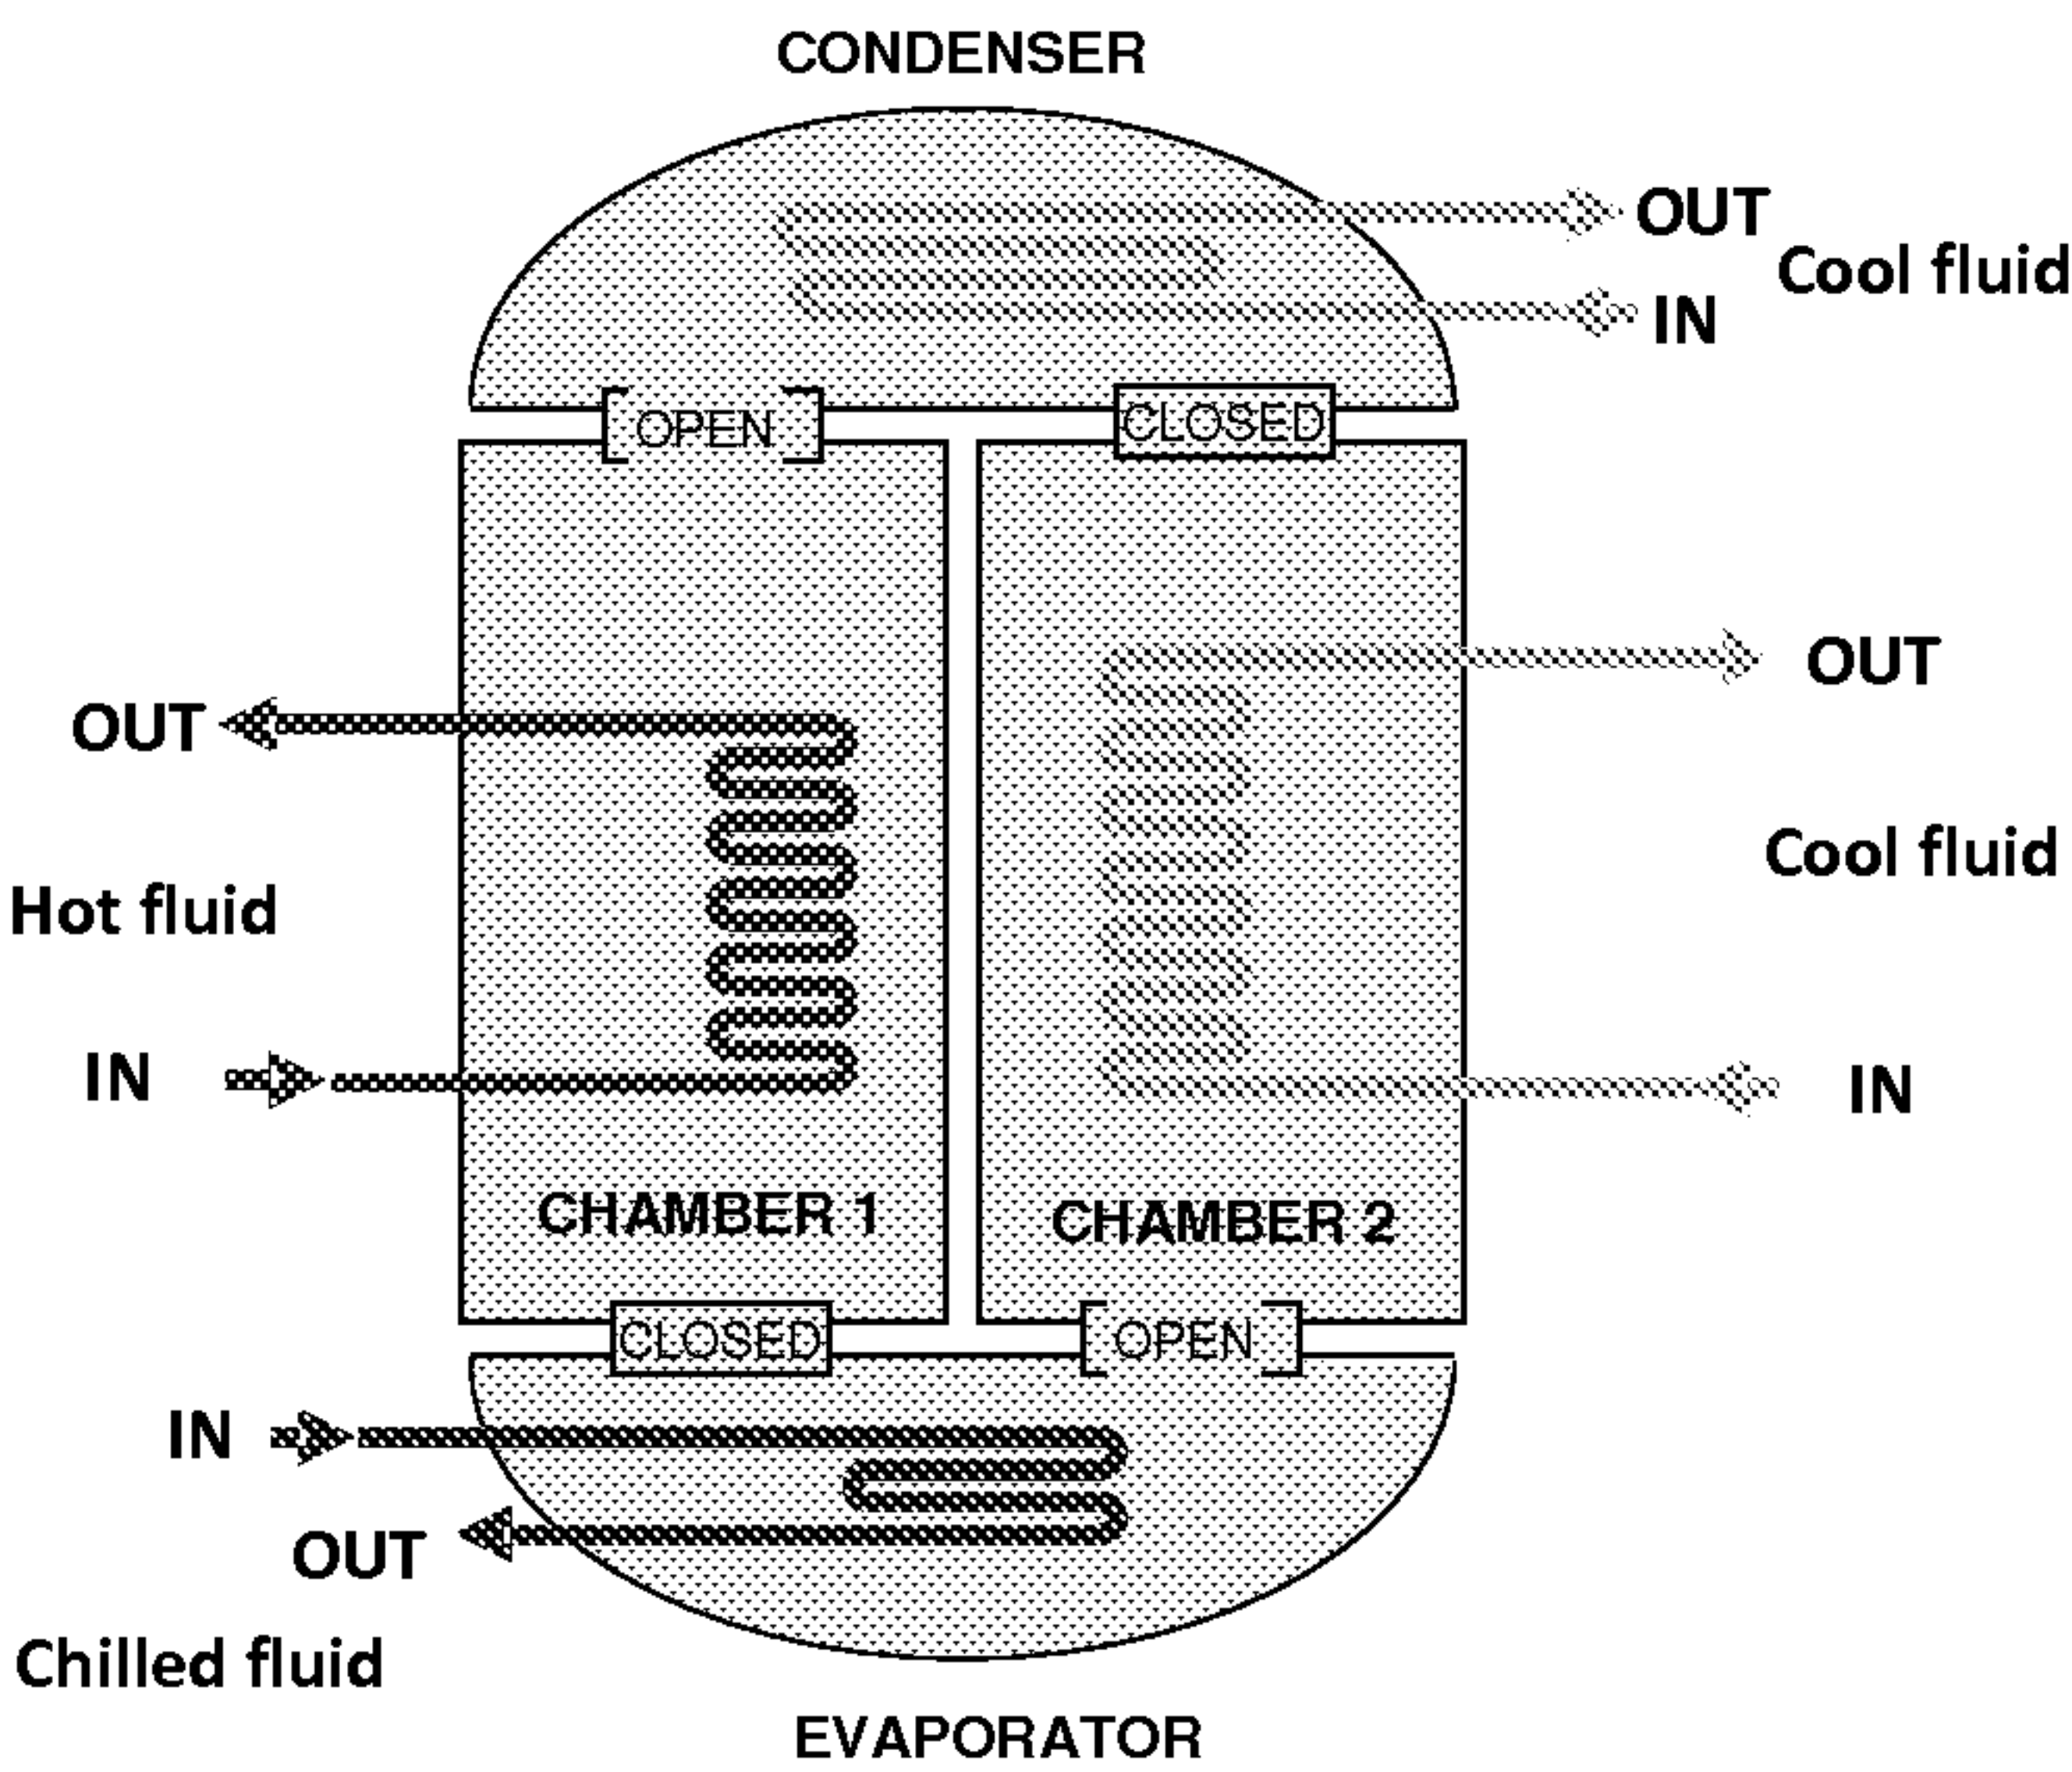 CONDENSER
OUT
Cool fluid
IN
OPEN
CLOSED
OUT
OUT
Cool fluid
Hot fluid
IN
IN
CHAMBER 1
CHAMBER 2
CLOSED
OPEN
IN
OUT
Chilled fluid
EVAPORATOR